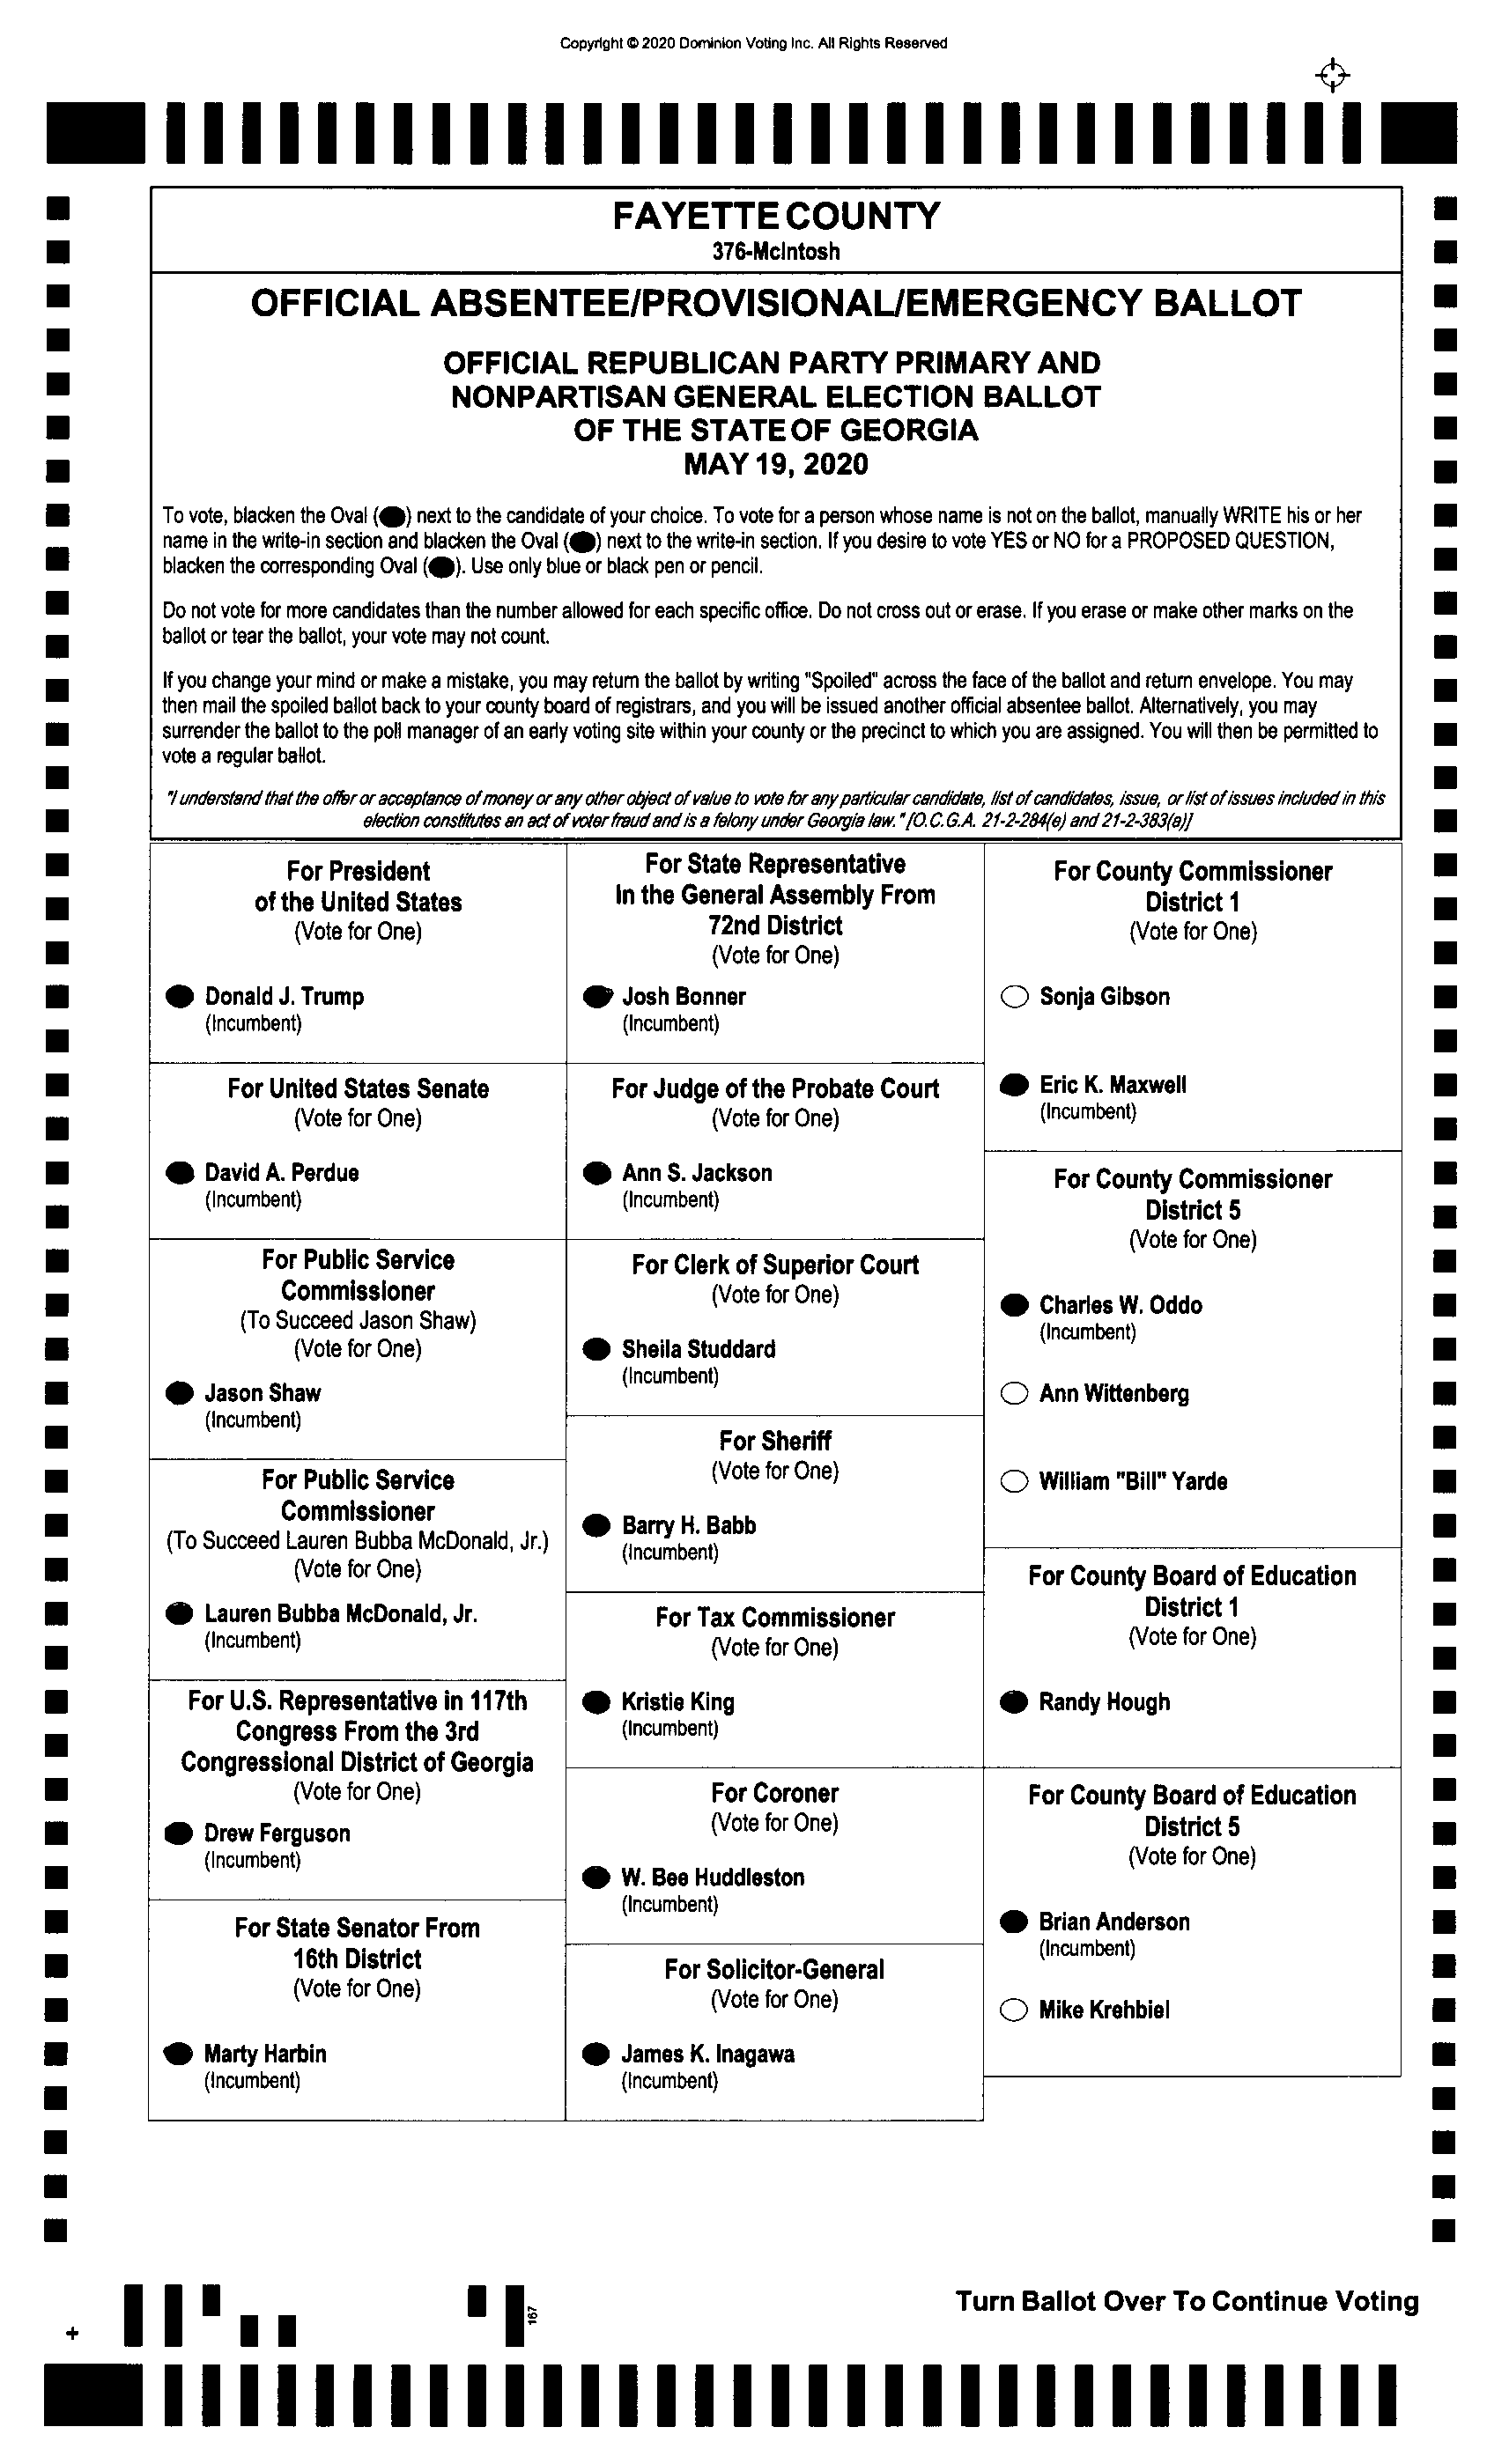 Copyright © 2020 Dominion Voting Inc. All Rights Reserved
FAYETTE COUNTY
376-McIntosh
OFFICIAL ABSENTEE/PROVISIONAL/EMERGENCY BALLOT
OFFICIAL REPUBLICAN PARTY PRIMARY AND
NONPARTISAN GENERAL ELECTION BALLOT
OF THE STATE OF GEORGIA
MAY 19, 2020
To vote, blacken the Oval (●) next to the candidate of your choice. To vote for a person whose name is not on the ballot, manually WRITE his or her
name in the write-in section and blacken the Oval (●) next to the write-in section. If you desire to vote YES or NO for a PROPOSED QUESTION,
blacken the corresponding Oval (●). Use only blue or black pen or pencil.
Do not vote for more candidates than the number allowed for each specific office. Do not cross out or erase. If you erase or make other marks on the
ballot or tear the ballot, your vote may not count.
If you change your mind or make a mistake, you may return the ballot by writing "Spoiled" across the face of the ballot and return envelope. You may
then mail the spoiled ballot back to your county board of registrars, and you will be issued another official absentee ballot. Alternatively, you may
surrender the ballot to the poll manager of an early voting site within your county or the precinct to which you are assigned. You will then be permitted to
vote a regular ballot.
"I understand that the offer or acceptance of money or any other object of value to vote for any particular candidate, list of candidates, issue, or list of issues included in this
election constitutes an act of voter fraud and is a felony under Georgia law." [O.C.G.A. 21-2-284(e) and 21-2-383(a)]
For President
of the United States
(Vote for One)
Donald J. Trump
(Incumbent)
For United States Senate
(Vote for One)
David A. Perdue
(Incumbent)
For Public Service
Commissioner
(To Succeed Jason Shaw)
(Vote for One)
Jason Shaw
(Incumbent)
For Public Service
Commissioner
(To Succeed Lauren Bubba McDonald, Jr.)
(Vote for One)
Lauren Bubba McDonald, Jr.
(Incumbent)
For U.S. Representative in 117th
Congress From the 3rd
Congressional District of Georgia
(Vote for One)
Drew Ferguson
(Incumbent)
For State Senator From
16th District
(Vote for One)
Marty Harbin
(Incumbent)
For State Representative
In the General Assembly From
72nd District
(Vote for One)
Josh Bonner
(Incumbent)
For Judge of the Probate Court
(Vote for One)
Ann S. Jackson
(Incumbent)
For Clerk of Superior Court
(Vote for One)
Sheila Studdard
(Incumbent)
For Sheriff
(Vote for One)
Barry H. Babb
(Incumbent)
For Tax Commissioner
(Vote for One)
Kristie King
(Incumbent)
For Coroner
(Vote for One)
W. Bee Huddleston
(Incumbent)
For Solicitor-General
(Vote for One)
James K. Inagawa
(Incumbent)
For County Commissioner
District 1
(Vote for One)
Sonja Gibson
Eric K. Maxwell
(Incumbent)
For County Commissioner
District 5
(Vote for One)
Charles W. Oddo
(Incumbent)
Ann Wittenberg
William "Bill" Yarde
For County Board of Education
District 1
(Vote for One)
Randy Hough
For County Board of Education
District 5
(Vote for One)
Brian Anderson
(Incumbent)
Mike Krehbiel
167
Turn Ballot Over To Continue Voting